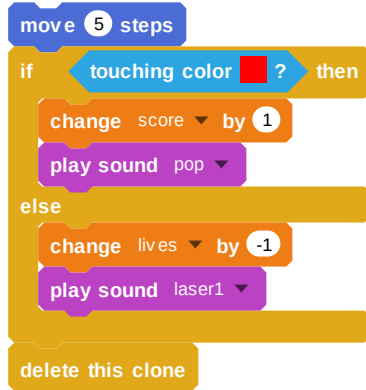 move 5 steps
if touching color ? then
change score by 1
play sound pop
else
change lives by -1
play sound laser1
delete this clone